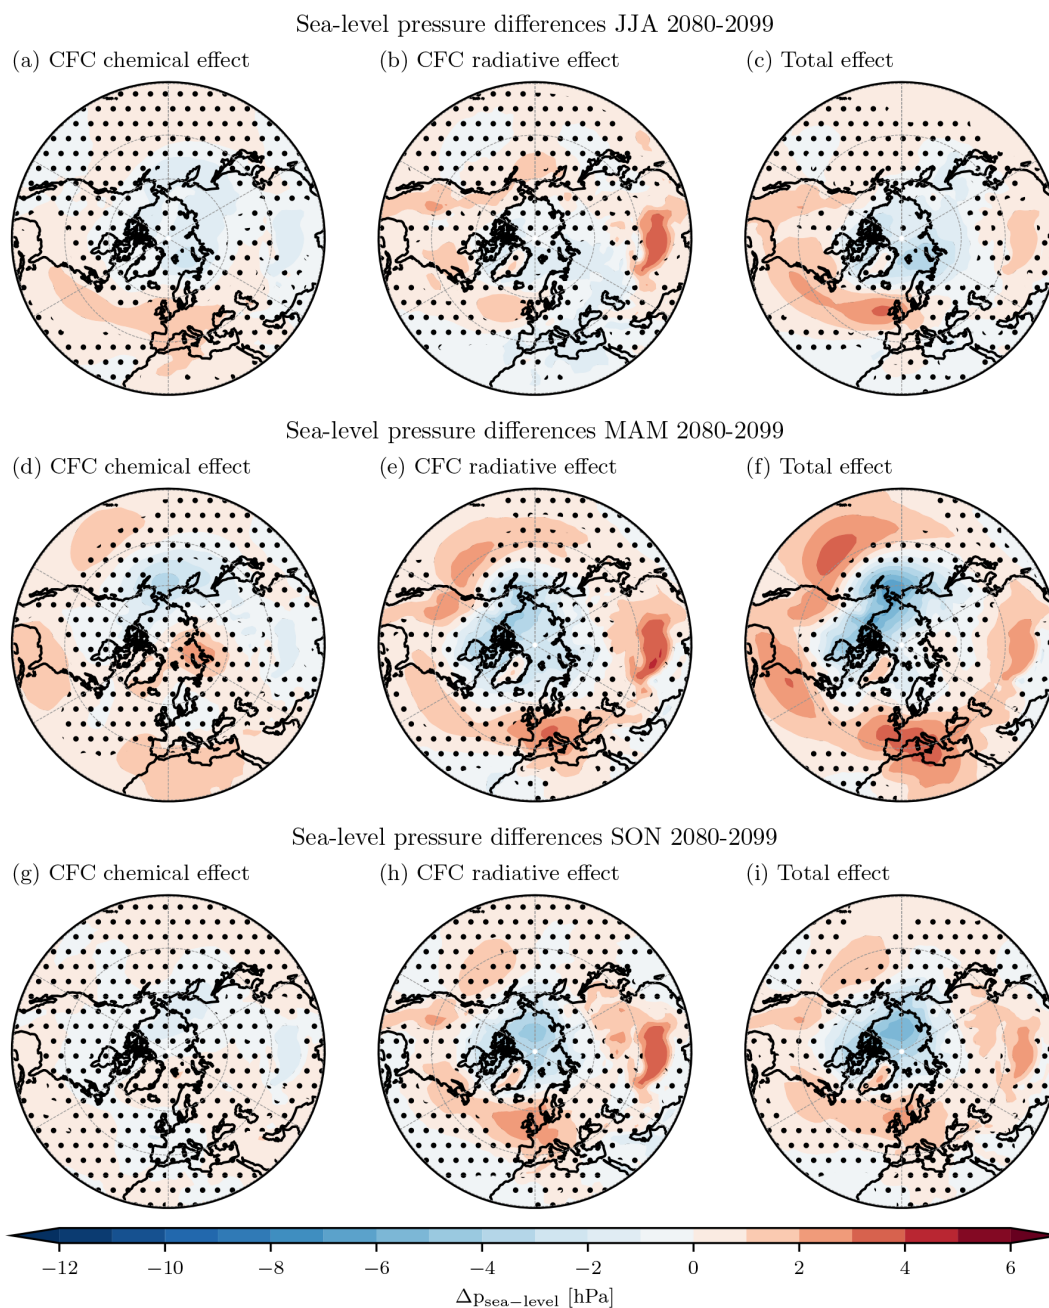 Sea-level pressure differences JJA 2080-2099
(a) CFC chemical effect
(b) CFC radiative effect
(c) Total effect
Sea-level pressure differences MAM 2080-2099
(d) CFC chemical effect
(e) CFC radiative effect
(f) Total effect
Sea-level pressure differences SON 2080-2099
(g) CFC chemical effect
(h) CFC radiative effect
(i) Total effect
−12 −10 −8 −6 −4 −2 0 2 4 6
Δp_sea−level [hPa]